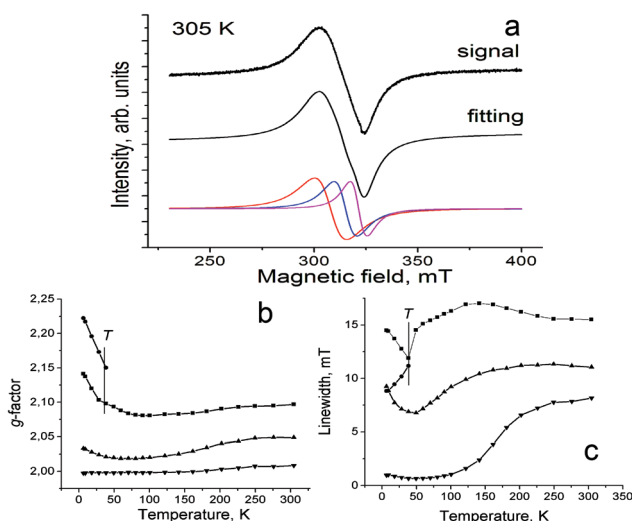 305 K
a
signal
fitting
Intensity, arb. units
250
300
350
400
Magnetic field, mT
2,25
2,20
2,15
2,10
2,05
2,00
g-factor
T
b
0
50
100
150
200
250
300
Temperature, K
15
10
5
0
Linewidth, mT
T
c
0
50
100
150
200
250
300
350
Temperature, K